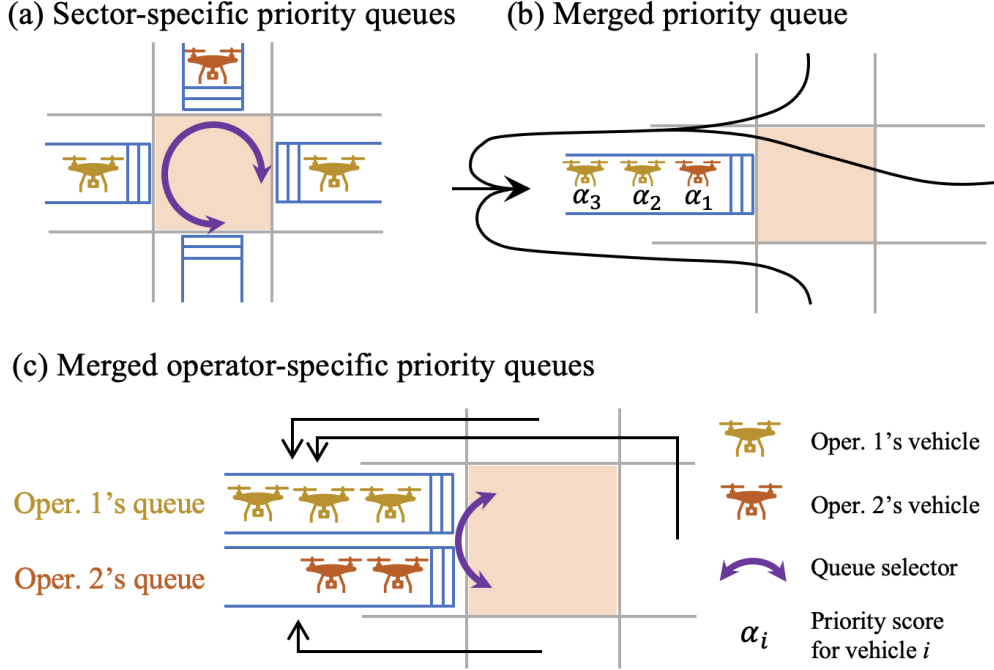 (a) Sector-specific priority queues
(b) Merged priority queue
α₃ α₂ α₁
(c) Merged operator-specific priority queues
Oper. 1’s queue
Oper. 2’s queue
Oper. 1’s vehicle
Oper. 2’s vehicle
Queue selector
αᵢ
Priority score
for vehicle i